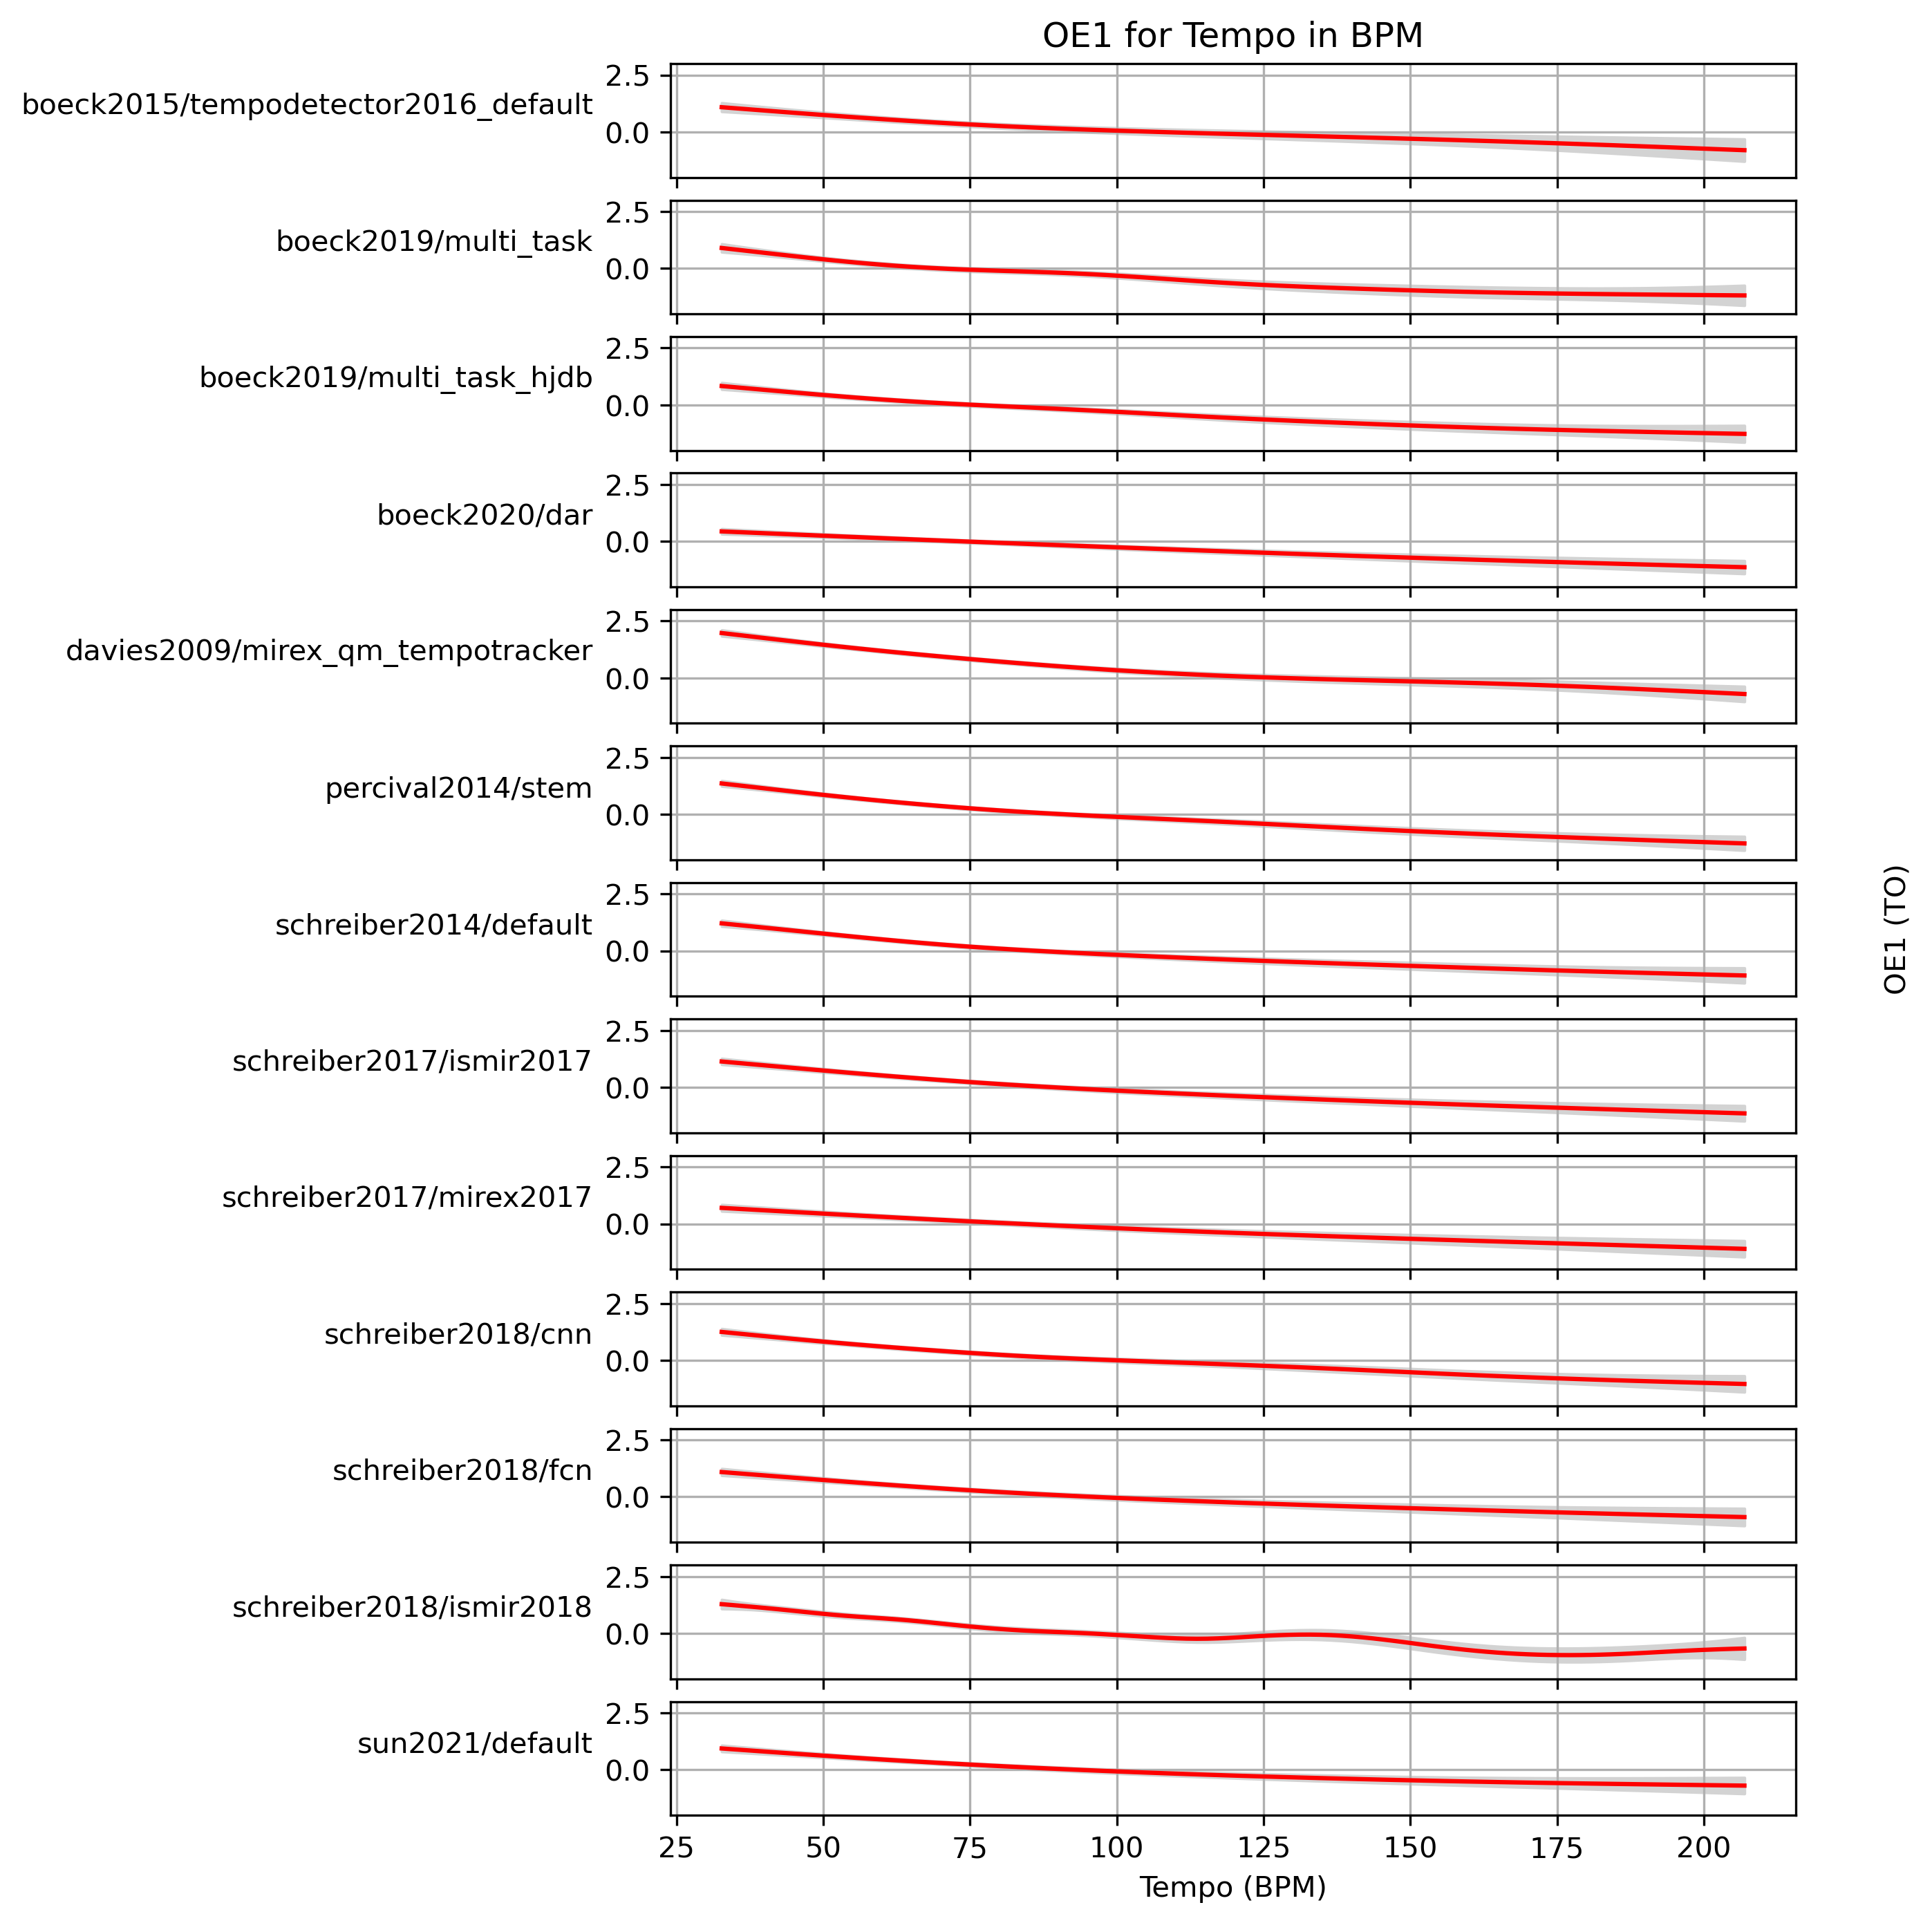 OE1 for Tempo in BPM
boeck2015/tempodetector2016_default
2.5
0.0
boeck2019/multi_task
2.5
0.0
boeck2019/multi_task_hjdb
2.5
0.0
boeck2020/dar
2.5
0.0
davies2009/mirex_qm_tempotracker
2.5
0.0
percival2014/stem
2.5
0.0
schreiber2014/default
2.5
0.0
OE1 (TO)
schreiber2017/ismir2017
2.5
0.0
schreiber2017/mirex2017
2.5
0.0
schreiber2018/cnn
2.5
0.0
schreiber2018/fcn
2.5
0.0
schreiber2018/ismir2018
2.5
0.0
sun2021/default
2.5
0.0
25 50 75 100 125 150 175 200
Tempo (BPM)